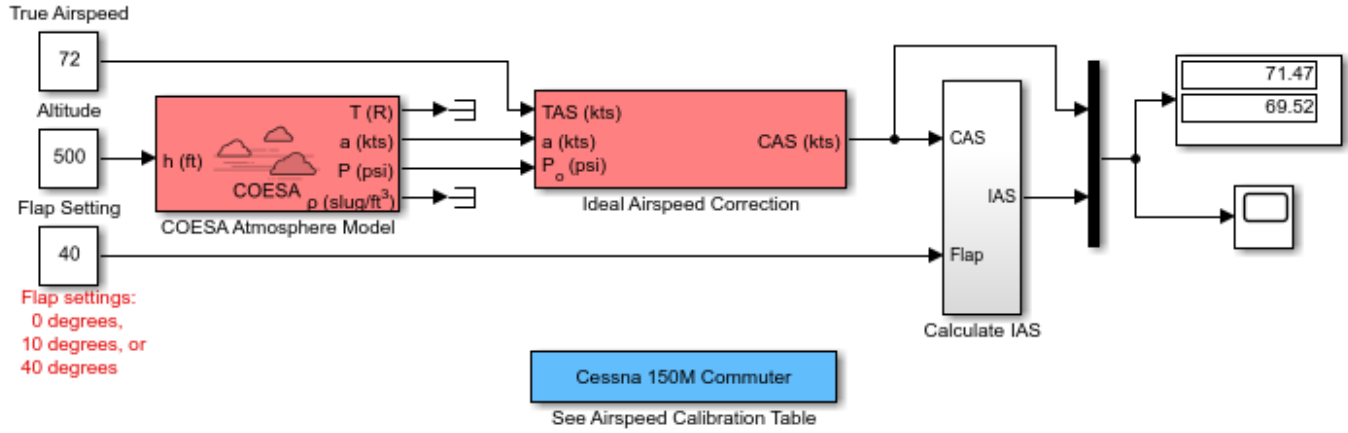 True Airspeed
72
Altitude
500
Flap Setting
40
Flap settings:
0 degrees,
10 degrees, or
40 degrees
h (ft)
COESA
T (R)
a (kts)
P (psi)
ρ (slug/ft³)
COESA Atmosphere Model
TAS (kts)
a (kts)
P₀ (psi)
CAS (kts)
Ideal Airspeed Correction
CAS
IAS
Flap
Calculate IAS
71.47
69.52
Cessna 150M Commuter
See Airspeed Calibration Table